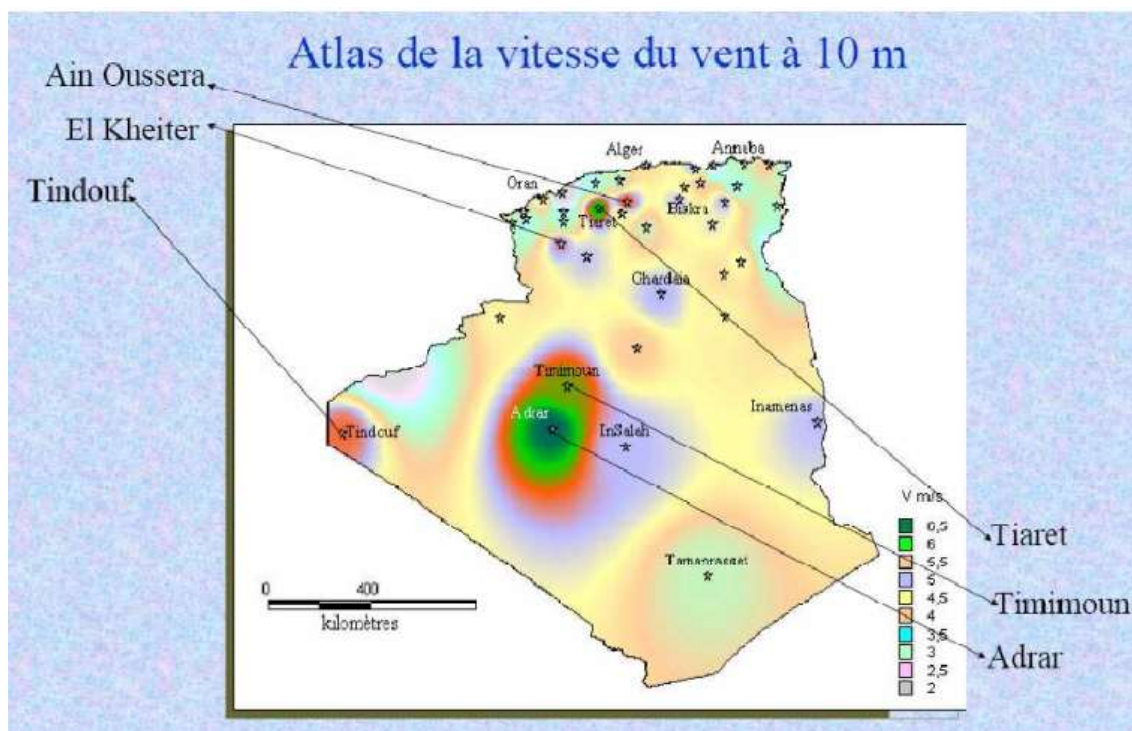 Atlas de la vitesse du vent à 10 m
Ain Oussera
El Kheiter
Tindouf
Alger
Annaba
Oran
Tiaret
Biskra
Ghardaia
Timimoun
Adrar
InSalah
Inamenas
Tindouf
Tamanrasset
0 400
kilomètres
V m/s
6,5
6
5,5
5
4,5
4
3,5
3
2,5
2
Tiaret
Timimoun
Adrar